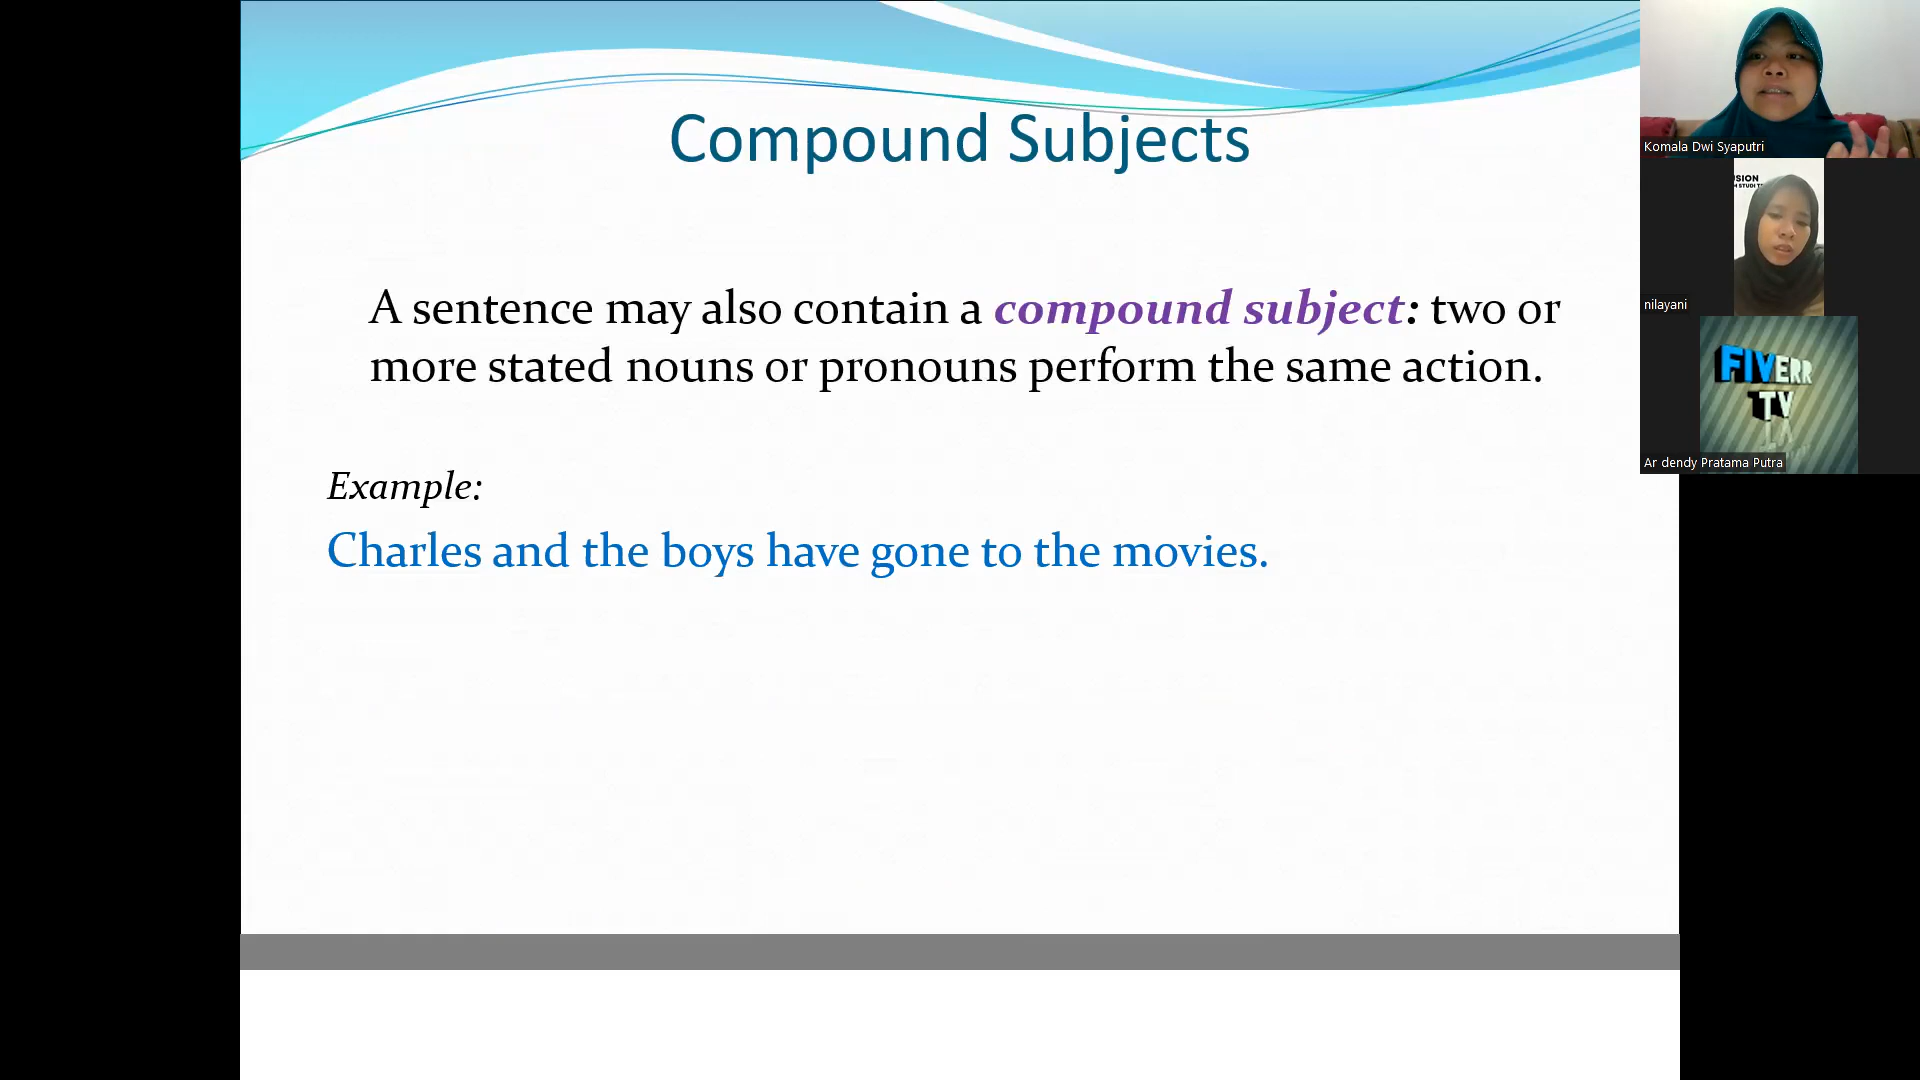 Compound Subjects
A sentence may also contain a compound subject: two or
more stated nouns or pronouns perform the same action.
Example:
Charles and the boys have gone to the movies.
Komala Dwi Syaputri
nilayani
FIVERR
TV
Ar dendy Pratama Putra